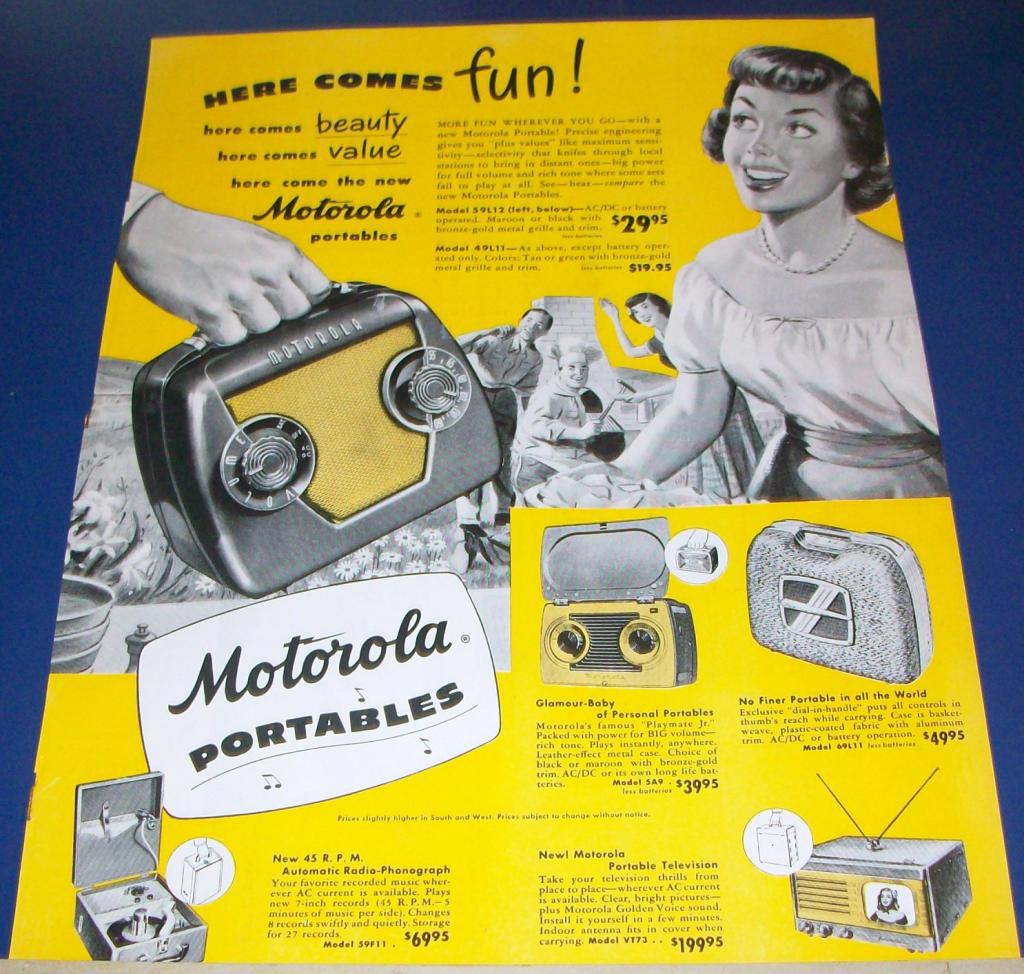 HERE COMES fun!
here comes beauty
here comes value
here come the new
Motorola ®
portables
MORE FUN WHEREVER YOU GO—with a
new Motorola Portable! Precise engineering
gives you "plus values" like maximum sensi-
tivity—selectivity that knifes through local
stations to bring in distant ones—big power
for full volume and rich tone where some sets
fail to play at all. See—hear—compare the
new Motorola Portables.
Model 59L12 (left, below)—AC/DC or battery
operated. Maroon or black with
bronze-gold metal grille and trim. $29.95
less batteries
Model 49L11—As above, except battery oper-
ated only. Colors: Tan or green with bronze-gold
metal grille and trim. less batteries $19.95
MOTOROLA
VOLUME
AC
DC
Motorola®
PORTABLES
Motorola
Glamour-Baby
of Personal Portables
Motorola's famous "Playmate Jr."
Packed with power for BIG volume—
rich tone. Plays instantly, anywhere.
Leather-effect metal case. Choice of
black or maroon with bronze-gold
trim. AC/DC or its own long life bat-
teries. Model 5A9 . $39.95
less batteries
No Finer Portable in all the World
Exclusive "dial-in-handle" puts all controls in
thumb's reach while carrying. Case is basket-
weave, plastic-coated fabric with aluminum
trim. AC/DC or battery operation. $49.95
Model 69L11 less batteries
Prices slightly higher in South and West. Prices subject to change without notice.
New 45 R. P. M.
Automatic Radio-Phonograph
Your favorite recorded music wher-
ever AC current is available. Plays
new 7-inch records (45 R.P.M.—5
minutes of music per side). Changes
8 records swiftly and quietly. Storage
for 27 records. $69.95
Model 59F11 .
New! Motorola
Portable Television
Take your television thrills from
place to place—wherever AC current
is available. Clear, bright pictures—
plus Motorola Golden Voice sound.
Install it yourself in a few minutes.
Indoor antenna fits in cover when
carrying. Model VT73 . . $199.95